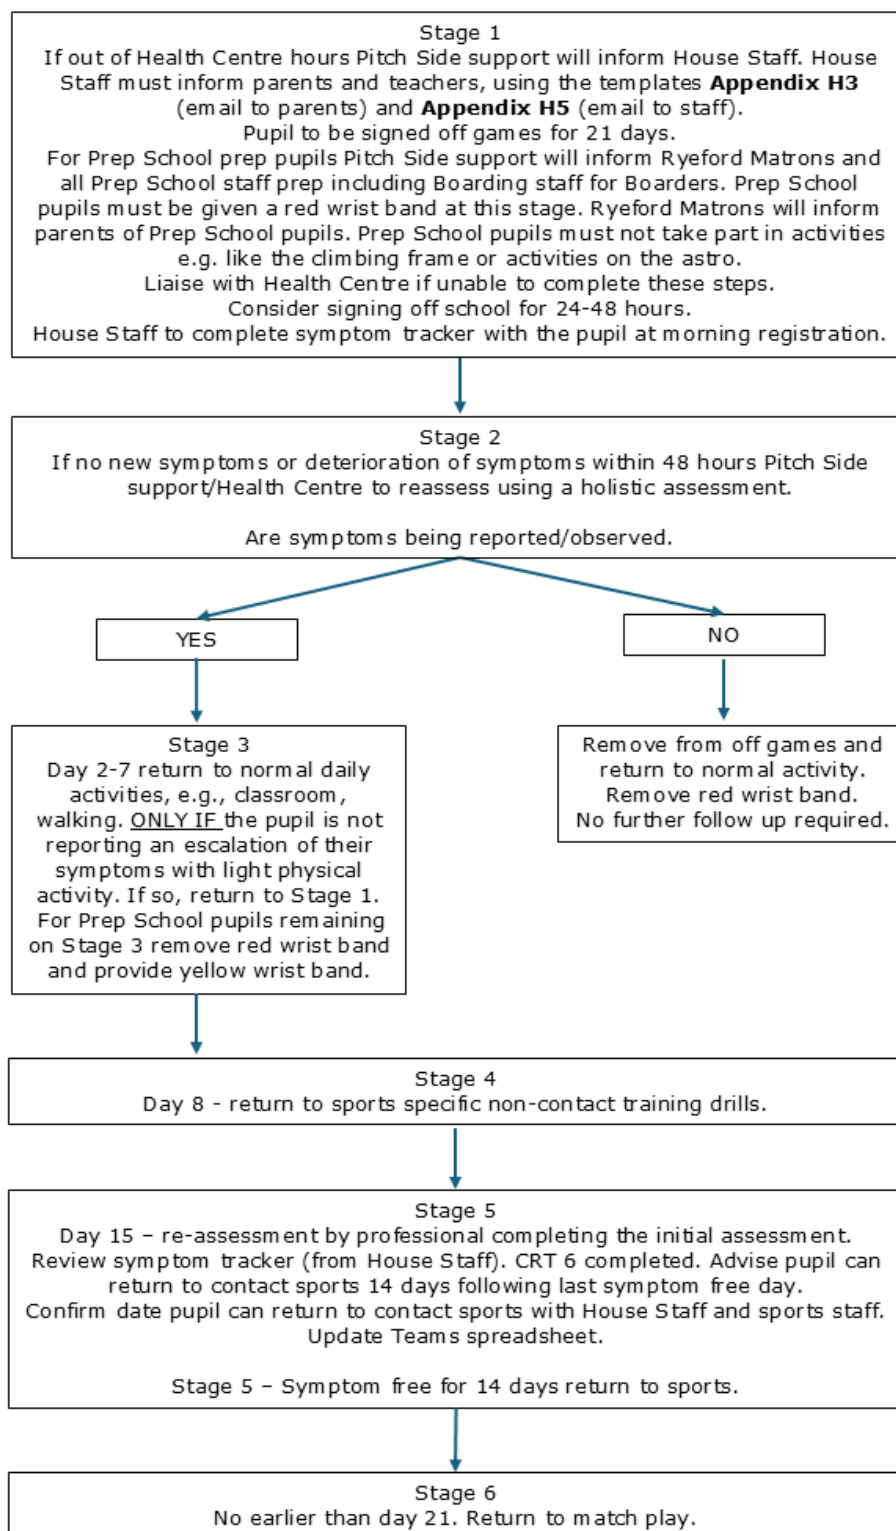 Stage 1
If out of Health Centre hours Pitch Side support will inform House Staff. House
Staff must inform parents and teachers, using the templates Appendix H3
(email to parents) and Appendix H5 (email to staff).
Pupil to be signed off games for 21 days.
For Prep School prep pupils Pitch Side support will inform Ryeford Matrons and
all Prep School staff prep including Boarding staff for Boarders. Prep School
pupils must be given a red wrist band at this stage. Ryeford Matrons will inform
parents of Prep School pupils. Prep School pupils must not take part in activities
e.g. like the climbing frame or activities on the astro.
Liaise with Health Centre if unable to complete these steps.
Consider signing off school for 24-48 hours.
House Staff to complete symptom tracker with the pupil at morning registration.
Stage 2
If no new symptoms or deterioration of symptoms within 48 hours Pitch Side
support/Health Centre to reassess using a holistic assessment.
Are symptoms being reported/observed.
YES
NO
Stage 3
Day 2-7 return to normal daily
activities, e.g., classroom,
walking. ONLY IF the pupil is not
reporting an escalation of their
symptoms with light physical
activity. If so, return to Stage 1.
For Prep School pupils remaining
on Stage 3 remove red wrist band
and provide yellow wrist band.
Remove from off games and
return to normal activity.
Remove red wrist band.
No further follow up required.
Stage 4
Day 8 - return to sports specific non-contact training drills.
Stage 5
Day 15 – re-assessment by professional completing the initial assessment.
Review symptom tracker (from House Staff). CRT 6 completed. Advise pupil can
return to contact sports 14 days following last symptom free day.
Confirm date pupil can return to contact sports with House Staff and sports staff.
Update Teams spreadsheet.
Stage 5 – Symptom free for 14 days return to sports.
Stage 6
No earlier than day 21. Return to match play.